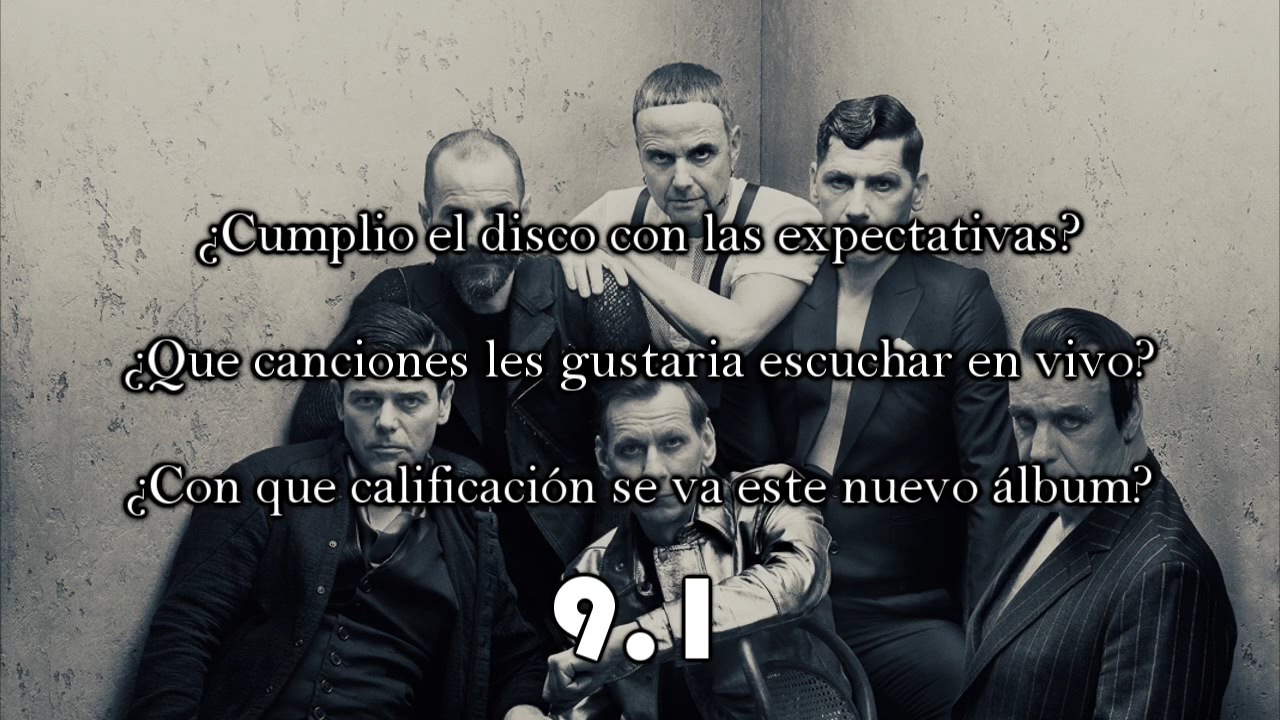 ¿Cumplio el disco con las expectativas?
¿Que canciones les gustaria escuchar en vivo?
¿Con que calificación se va este nuevo álbum?
9.1